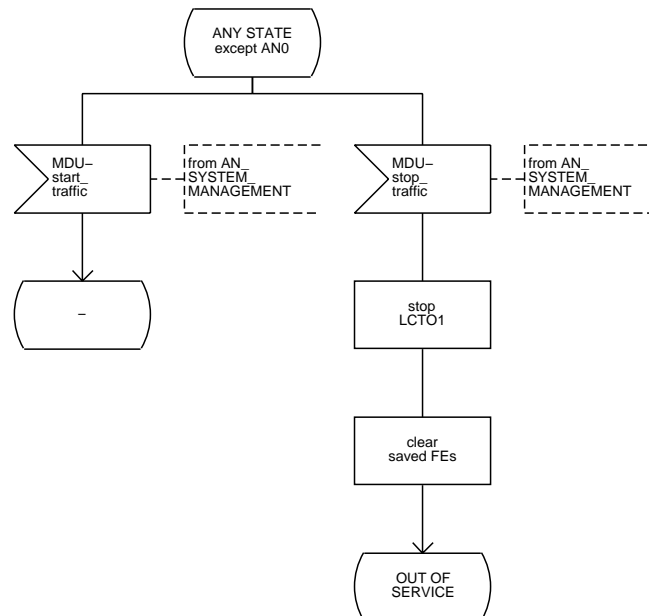 ANY STATE
except AN0
MDU–
start_
traffic
from AN_
SYSTEM_
MANAGEMENT
MDU–
stop_
traffic
from AN_
SYSTEM_
MANAGEMENT
–
stop
LCTO1
clear
saved FEs
OUT OF
SERVICE